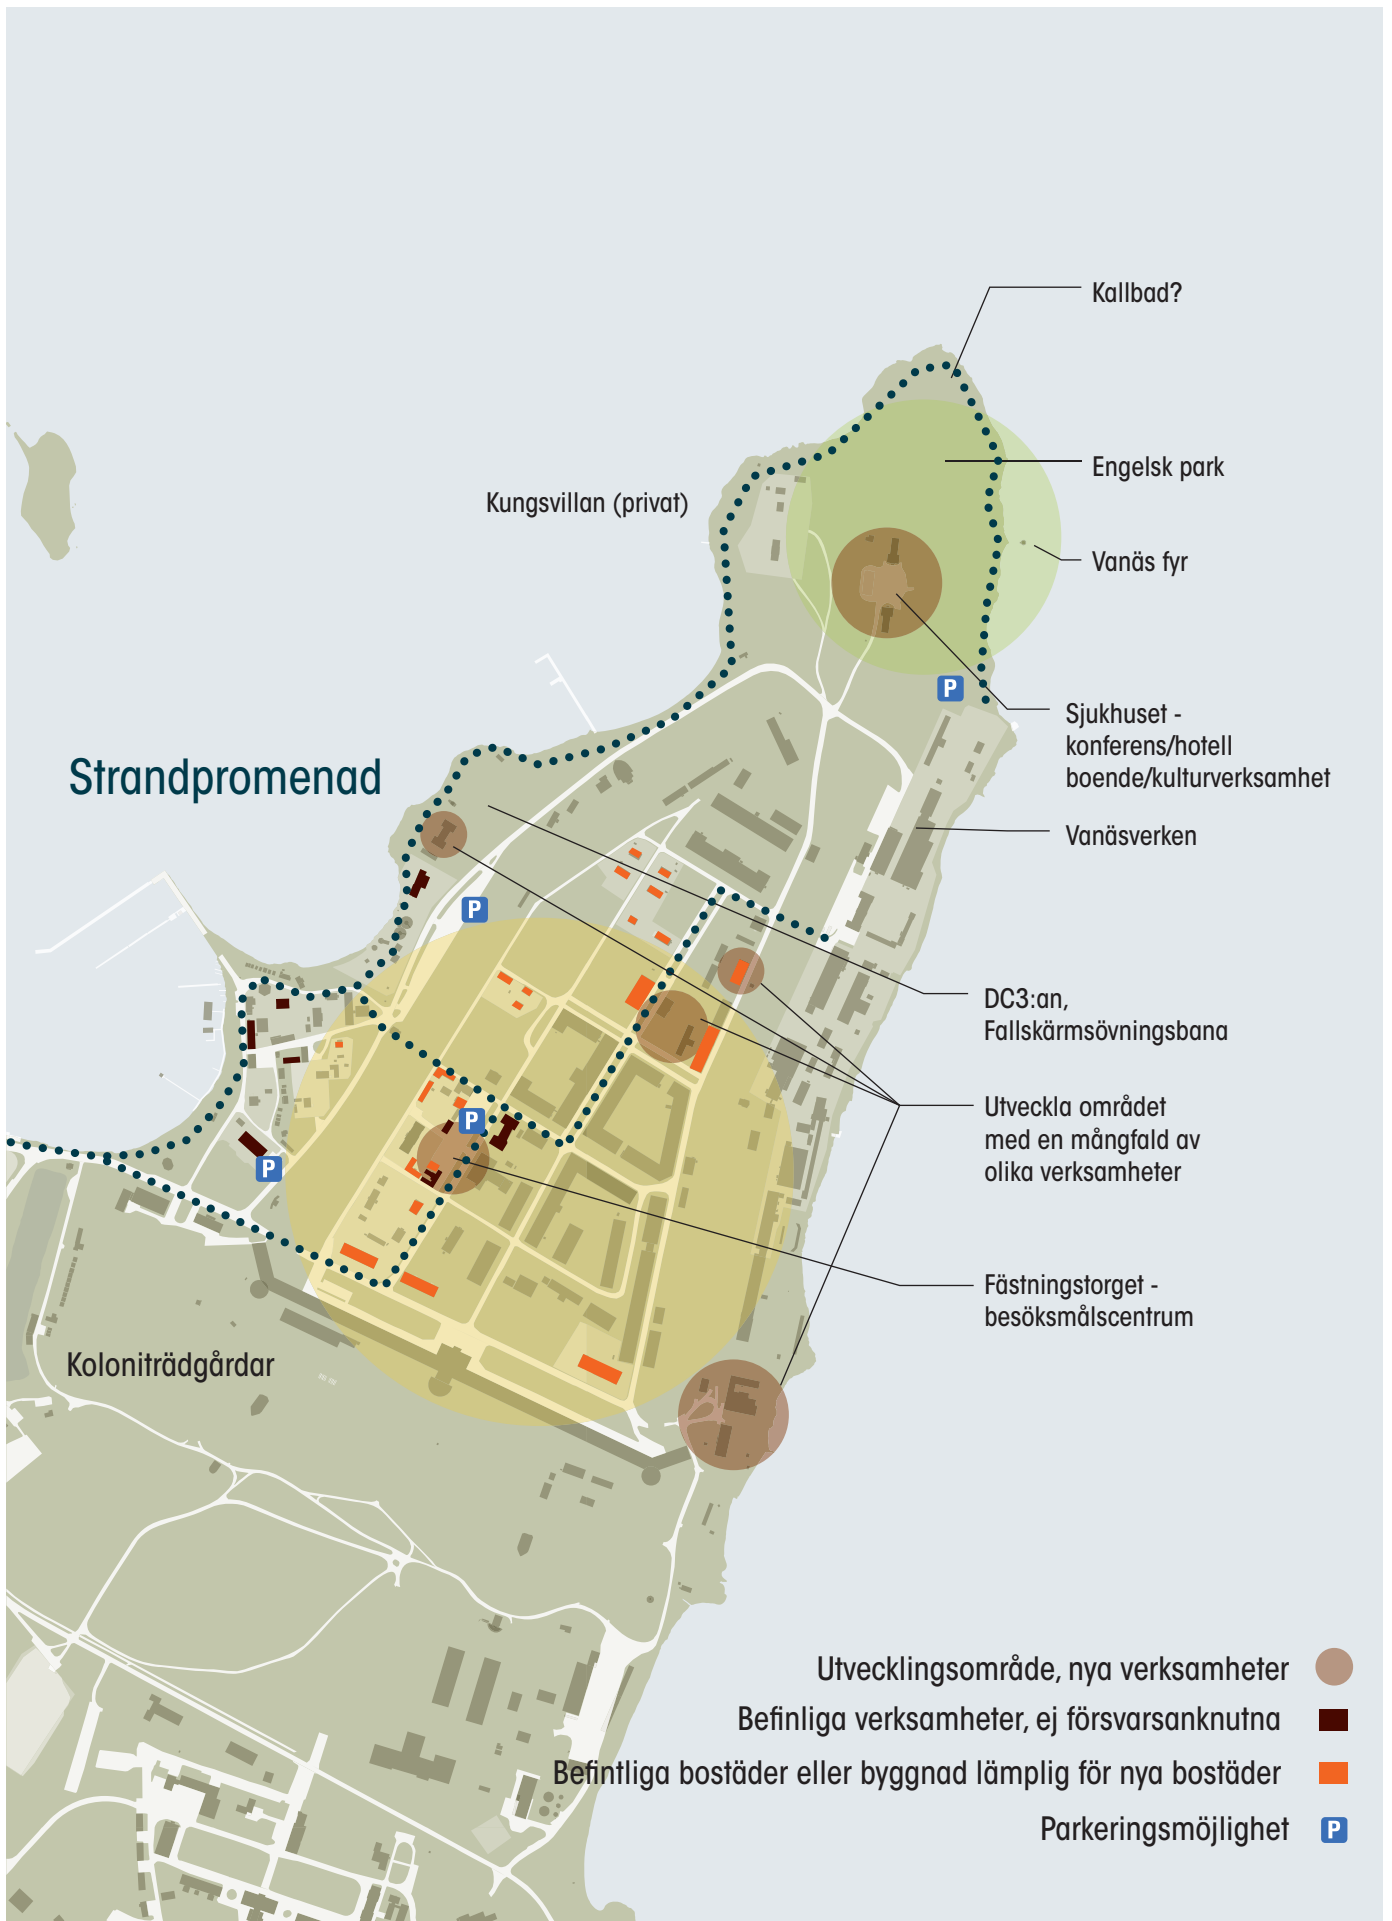 Kallbad?
Engelsk park
Kungsvillan (privat)
Vanäs fyr
P
Sjukhuset -
konferens/hotell
boende/kulturverksamhet
Strandpromenad
Vanäsverken
P
DC3:an,
Fallskärmsövningsbana
Utveckla området
med en mångfald av
olika verksamheter
P
P
Fästningstorget -
besöksmålscentrum
Koloniträdgårdar
Utvecklingsområde, nya verksamheter
Befinliga verksamheter, ej försvarsanknutna
Befintliga bostäder eller byggnad lämplig för nya bostäder
Parkeringsmöjlighet P